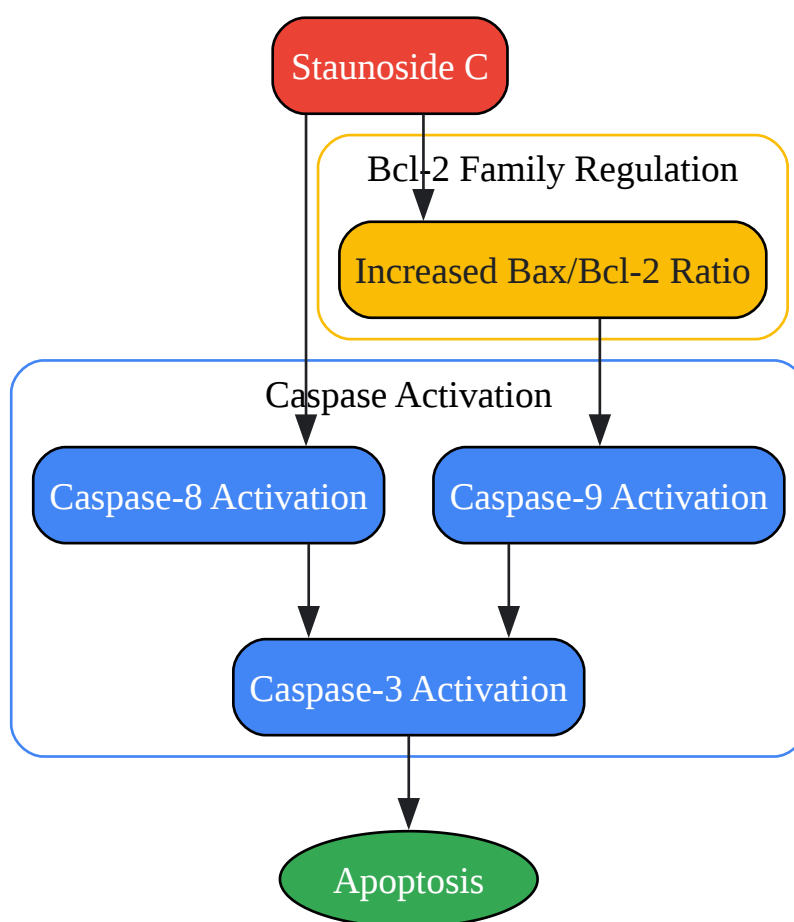 Staunoside C
Bcl-2 Family Regulation
Increased Bax/Bcl-2 Ratio
Caspase Activation
Caspase-8 Activation
Caspase-9 Activation
Caspase-3 Activation
Apoptosis